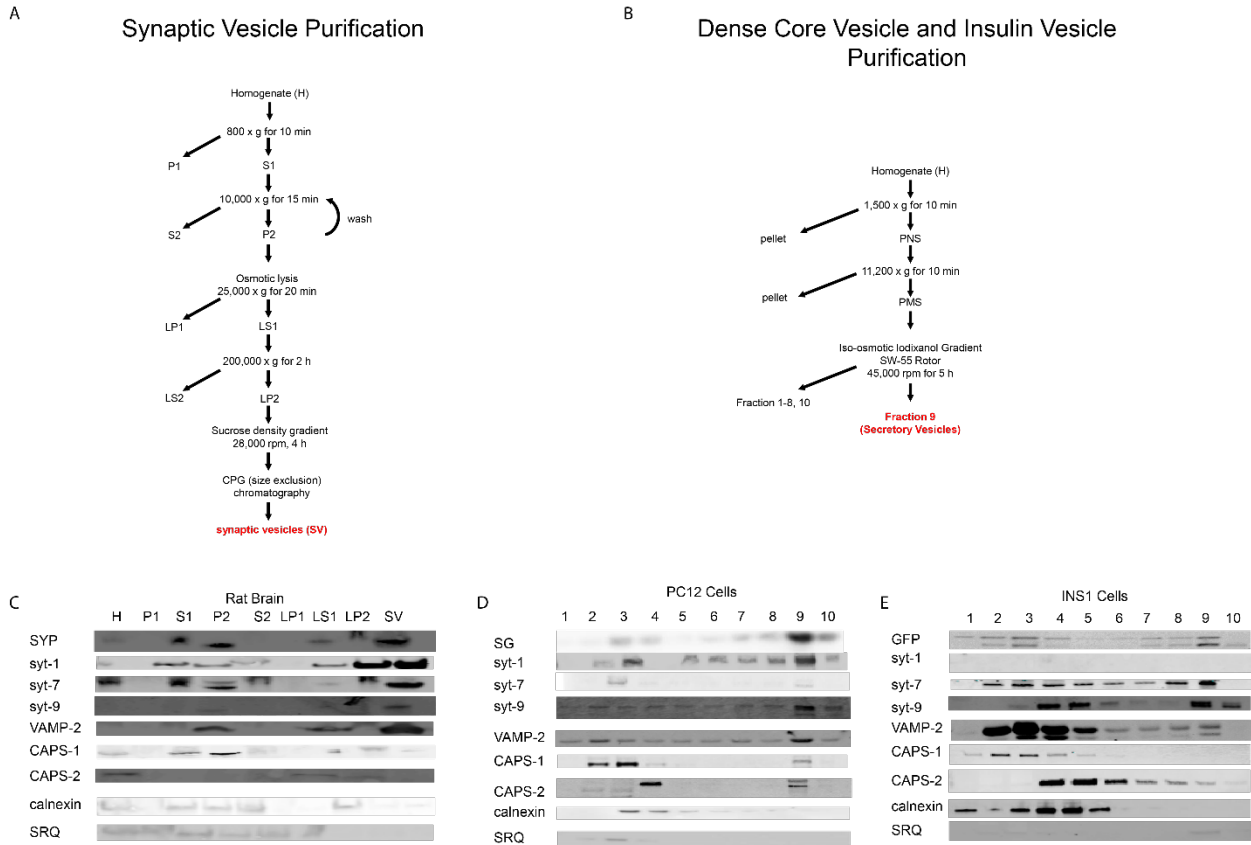 A
Synaptic Vesicle Purification
Homogenate (H)
800 x g for 10 min
P1
S1
10,000 x g for 15 min
wash
S2
P2
Osmotic lysis
25,000 x g for 20 min
LP1
LS1
200,000 x g for 2 h
LS2
LP2
Sucrose density gradient
28,000 rpm, 4 h
CPG (size exclusion)
chromatography
synaptic vesicles (SV)
B
Dense Core Vesicle and Insulin Vesicle
Purification
Homogenate (H)
1,500 x g for 10 min
pellet
PNS
11,200 x g for 10 min
pellet
PMS
Iso-osmotic Iodixanol Gradient
SW-55 Rotor
45,000 rpm for 5 h
Fraction 1-8, 10
Fraction 9
(Secretory Vesicles)
C
Rat Brain
H P1 S1 P2 S2 LP1 LS1 LP2 SV
SYP
syt-1
syt-7
syt-9
VAMP-2
CAPS-1
CAPS-2
calnexin
SRQ
D
PC12 Cells
1 2 3 4 5 6 7 8 9 10
SG
syt-1
syt-7
syt-9
VAMP-2
CAPS-1
CAPS-2
calnexin
SRQ
E
INS1 Cells
1 2 3 4 5 6 7 8 9 10
GFP
syt-1
syt-7
syt-9
VAMP-2
CAPS-1
CAPS-2
calnexin
SRQ